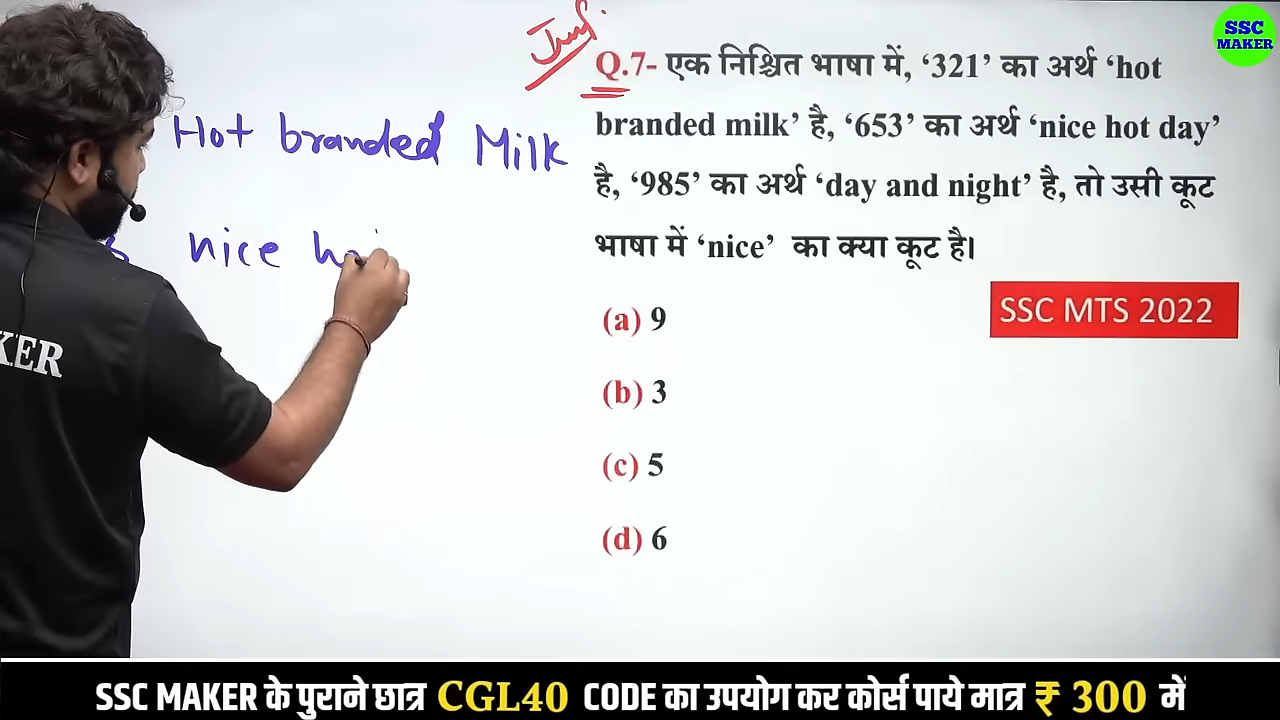 SSC
MAKER
Q.7- एक निश्चित भाषा में, ‘321’ का अर्थ ‘hot
branded milk’ है, ‘653’ का अर्थ ‘nice hot day’
है, ‘985’ का अर्थ ‘day and night’ है, तो उसी कूट
भाषा में ‘nice’ का क्या कूट है।
Hot branded Milk
nice
SSC MTS 2022
(a) 9
(b) 3
(c) 5
(d) 6
KER
SSC MAKER के पुराने छात्र CGL40 CODE का उपयोग कर कोर्स पाये मात्र ₹ 300 में